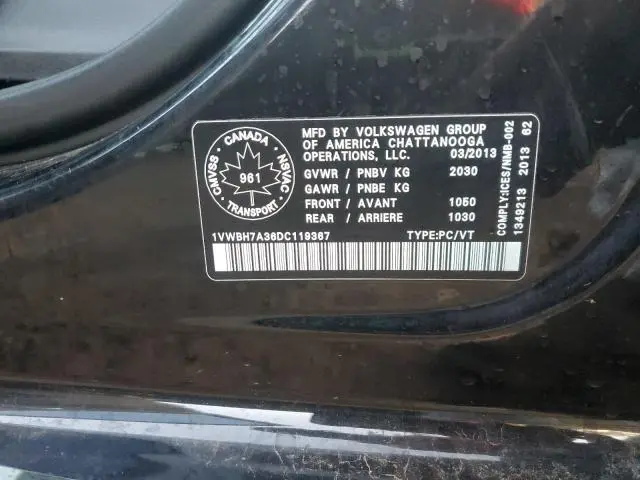 CANADA
CMVSS
NSVAC
961
TRANSPORT
MFD BY VOLKSWAGEN GROUP
OF AMERICA CHATTANOOGA
OPERATIONS, LLC. 03/2013
GVWR / PNBV KG 2030
GAWR / PNBE KG
FRONT / AVANT 1050
REAR / ARRIERE 1030
1VWBH7A36DC119367 TYPE:PC/VT
COMPLY:ICES/NMB-002
1349213 2013 62